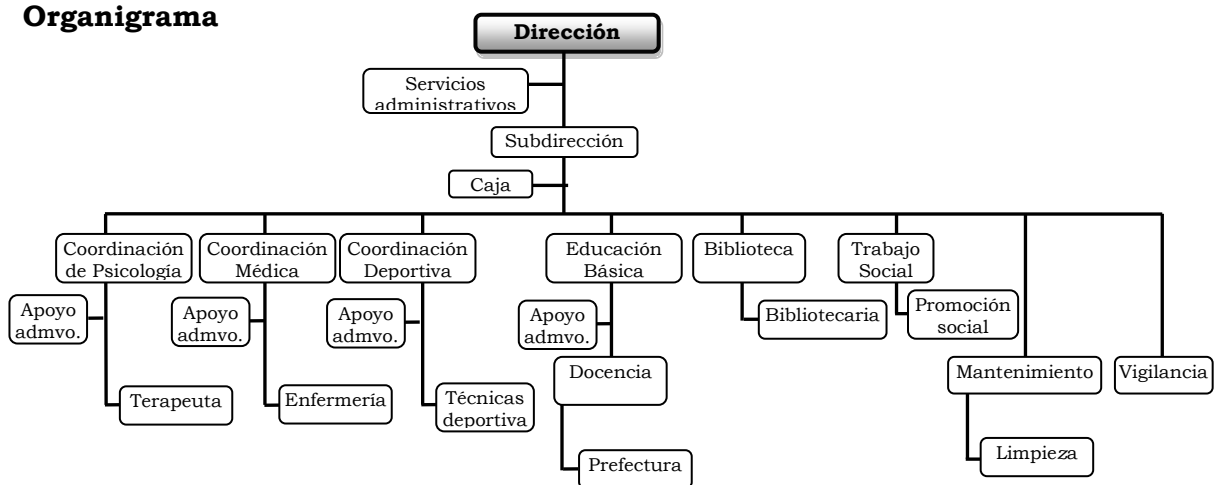 Organigrama
Dirección
Servicios
administrativos
Subdirección
Caja
Coordinación
de Psicología
Coordinación
Médica
Coordinación
Deportiva
Educación
Básica
Biblioteca
Trabajo
Social
Apoyo
admvo.
Apoyo
admvo.
Apoyo
admvo.
Apoyo
admvo.
Bibliotecaria
Promoción
social
Terapeuta
Enfermería
Técnicas
deportiva
Docencia
Mantenimiento
Vigilancia
Prefectura
Limpieza